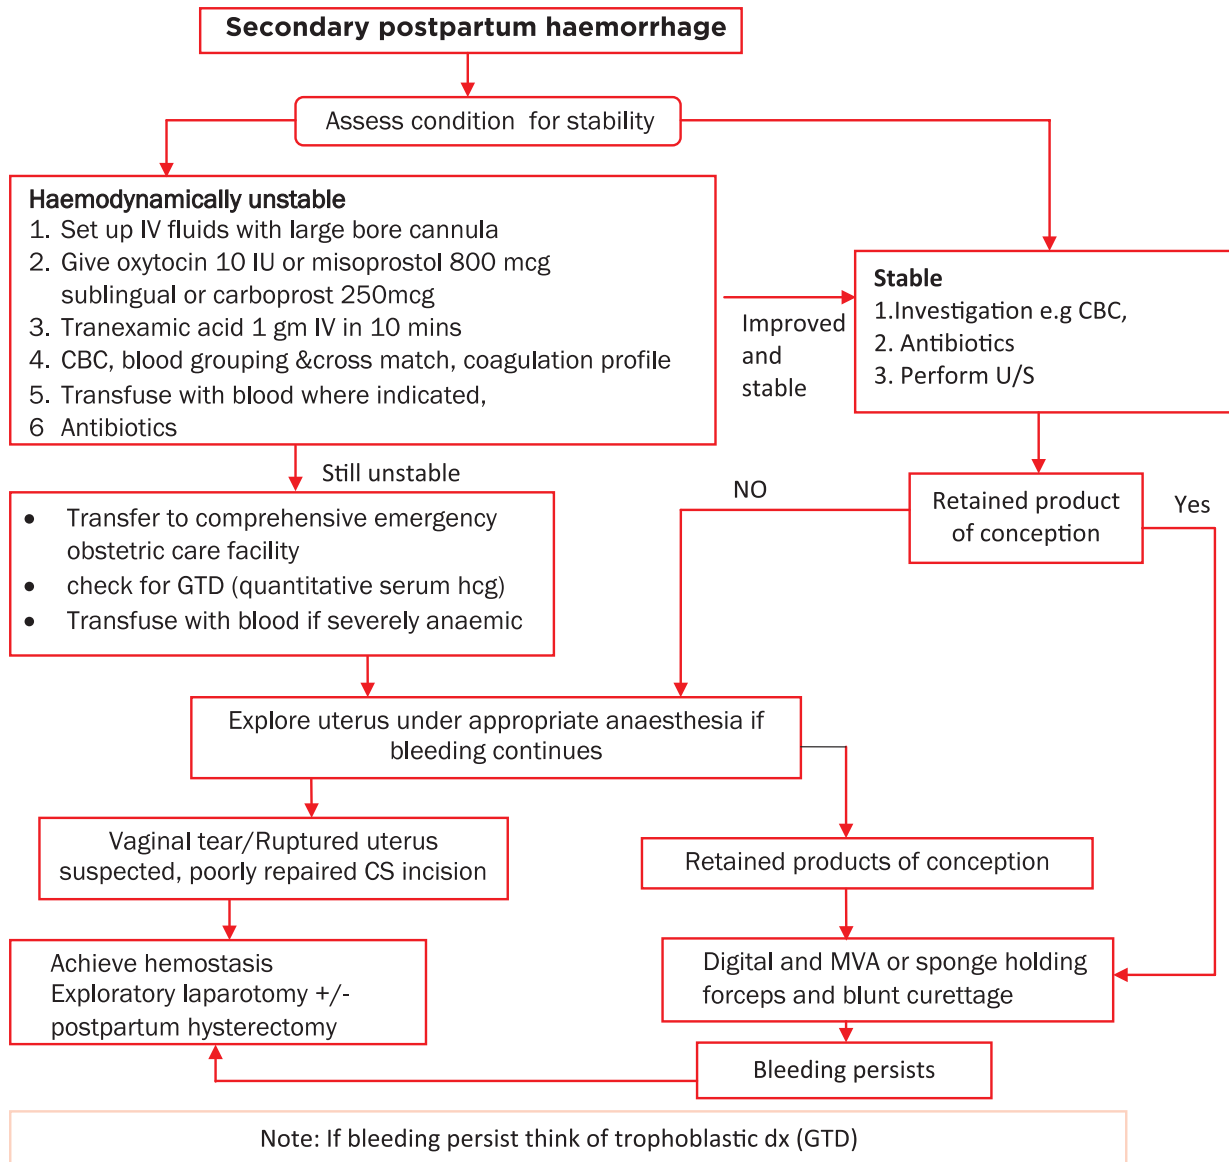 Secondary postpartum haemorrhage
Assess condition for stability
Haemodynamically unstable
1. Set up IV fluids with large bore cannula
2. Give oxytocin 10 IU or misoprostol 800 mcg
sublingual or carboprost 250mcg
3. Tranexamic acid 1 gm IV in 10 mins
4. CBC, blood grouping &cross match, coagulation profile
5. Transfuse with blood where indicated,
6 Antibiotics
Improved
and
stable
Stable
1.Investigation e.g CBC,
2. Antibiotics
3. Perform U/S
Still unstable
• Transfer to comprehensive emergency
obstetric care facility
• check for GTD (quantitative serum hcg)
• Transfuse with blood if severely anaemic
NO
Retained product
of conception
Yes
Explore uterus under appropriate anaesthesia if
bleeding continues
Vaginal tear/Ruptured uterus
suspected, poorly repaired CS incision
Retained products of conception
Achieve hemostasis
Exploratory laparotomy +/-
postpartum hysterectomy
Digital and MVA or sponge holding
forceps and blunt curettage
Bleeding persists
Note: If bleeding persist think of trophoblastic dx (GTD)